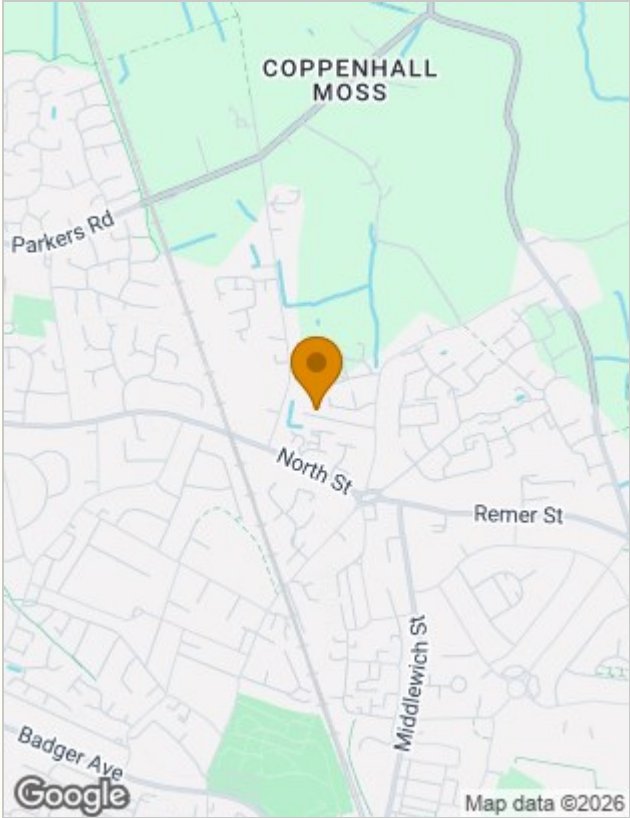 COPPENHALL
MOSS
Parkers Rd
North St
Remer St
Middlewich St
Badger Ave
Google
Map data ©2026